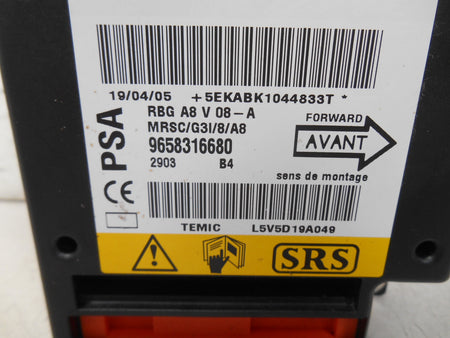 19/04/05 +5EKABK1044833T *
PSA
RBG A8 V 08-A
MRSC/G3I/8/A8
9658316680
2903 B4
FORWARD
AVANT
sens de montage
CE
TEMIC L5V5D19A049
SRS